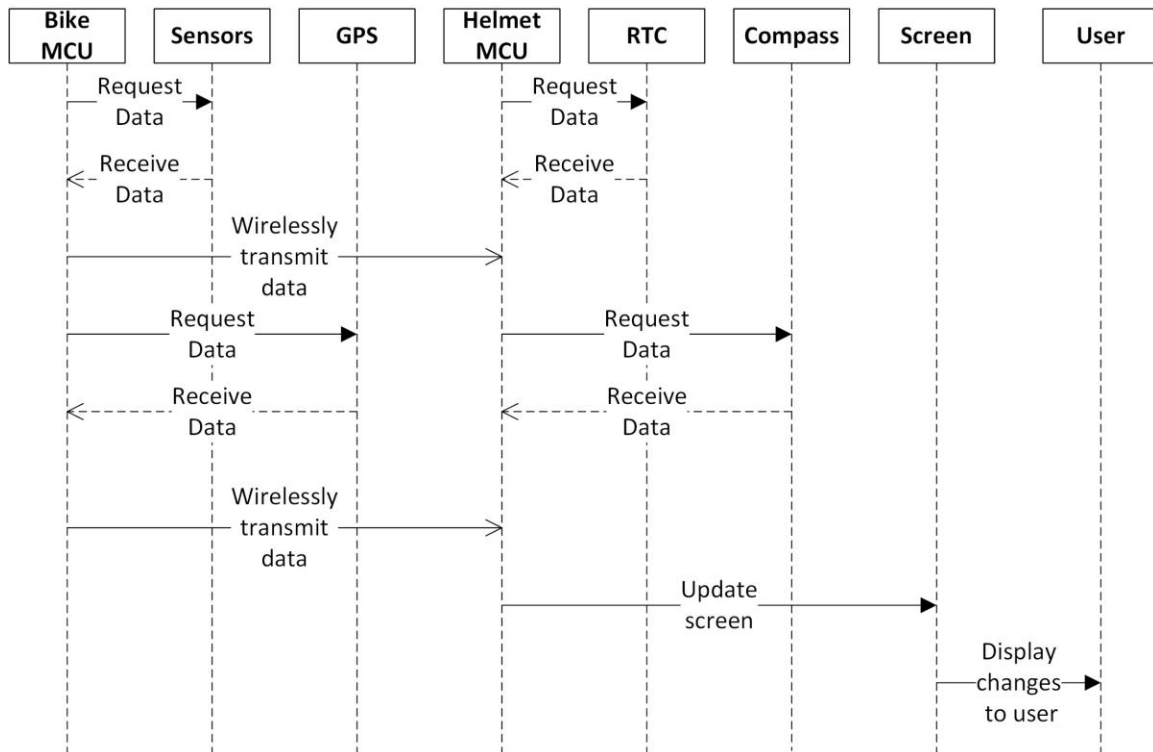 Bike
MCU
Sensors
GPS
Helmet
MCU
RTC
Compass
Screen
User
Request
Data
Request
Data
Receive
Data
Receive
Data
Wirelessly
transmit
data
Request
Data
Request
Data
Receive
Data
Receive
Data
Wirelessly
transmit
data
Update
screen
Display
changes
to user